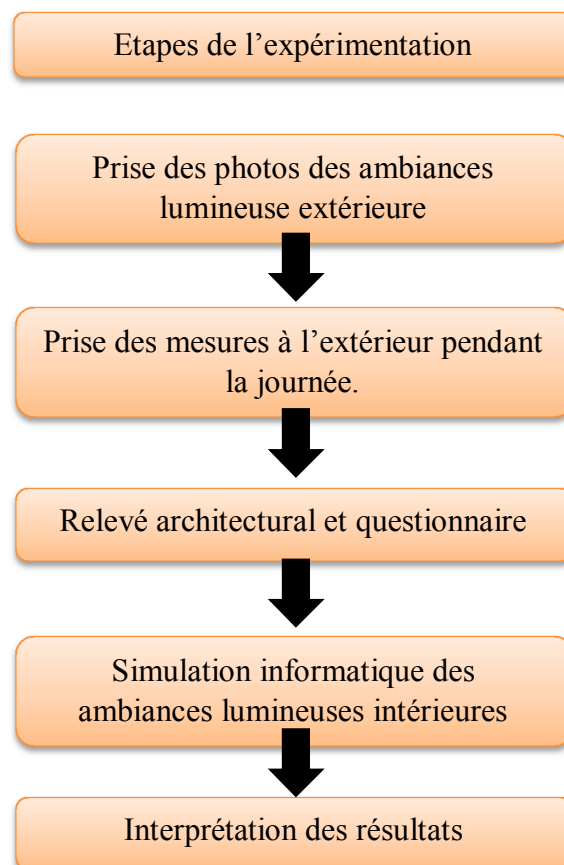 Etapes de l’expérimentation
Prise des photos des ambiances
lumineuse extérieure
Prise des mesures à l’extérieur pendant
la journée.
Relevé architectural et questionnaire
Simulation informatique des
ambiances lumineuses intérieures
Interprétation des résultats